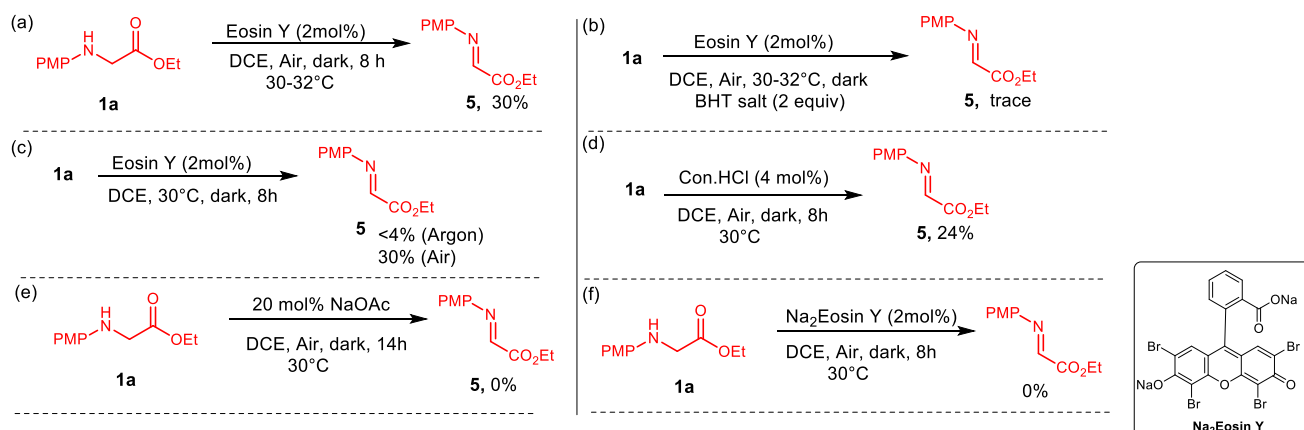 (a)
H
N
PMP
O
OEt
1a
Eosin Y (2mol%)
DCE, Air, dark, 8 h
30-32°C
PMP
N
CO2Et
5, 30%
(b)
1a
Eosin Y (2mol%)
DCE, Air, 30-32°C, dark
BHT salt (2 equiv)
PMP
N
CO2Et
5, trace
(c)
1a
Eosin Y (2mol%)
DCE, 30°C, dark, 8h
PMP
N
CO2Et
5
<4% (Argon)
30% (Air)
(d)
1a
Con.HCl (4 mol%)
DCE, Air, dark, 8h
30°C
PMP
N
CO2Et
5, 24%
(e)
H
N
PMP
O
OEt
1a
20 mol% NaOAc
DCE, Air, dark, 14h
30°C
PMP
N
CO2Et
5, 0%
(f)
H
N
PMP
O
OEt
1a
Na2Eosin Y (2mol%)
DCE, Air, dark, 8h
30°C
PMP
N
CO2Et
0%
ONa
O
Br
Br
NaO
O
O
Br
Br
Na2Eosin Y